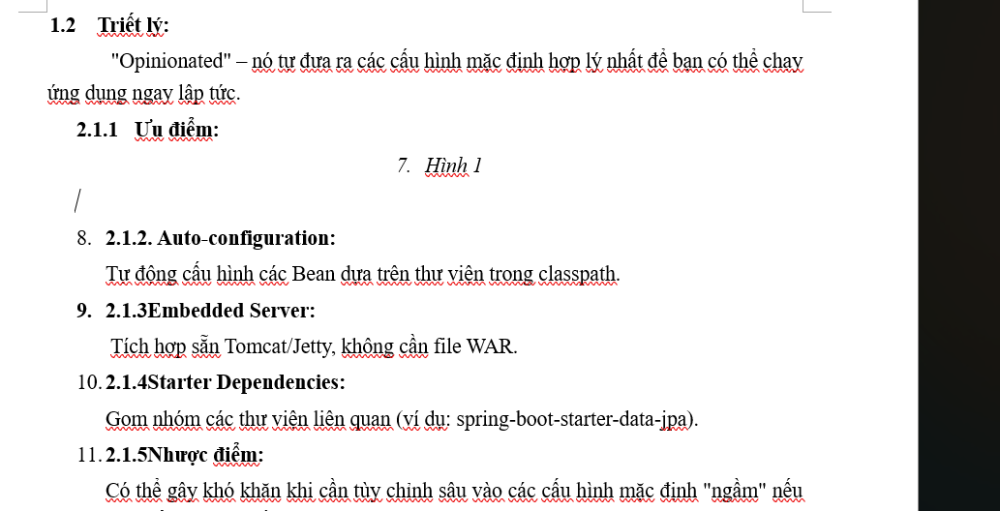 1.2 Triết lý:
"Opinionated" – nó tự đưa ra các cấu hình mặc định hợp lý nhất để bạn có thể chạy
ứng dụng ngay lập tức.
2.1.1 Ưu điểm:
7. Hình 1
/
8. 2.1.2. Auto-configuration:
Tự động cấu hình các Bean dựa trên thư viện trong classpath.
9. 2.1.3Embedded Server:
Tích hợp sẵn Tomcat/Jetty, không cần file WAR.
10. 2.1.4Starter Dependencies:
Gom nhóm các thư viện liên quan (ví dụ: spring-boot-starter-data-jpa).
11. 2.1.5Nhược điểm:
Có thể gây khó khăn khi cần tùy chỉnh sâu vào các cấu hình mặc định "ngầm" nếu